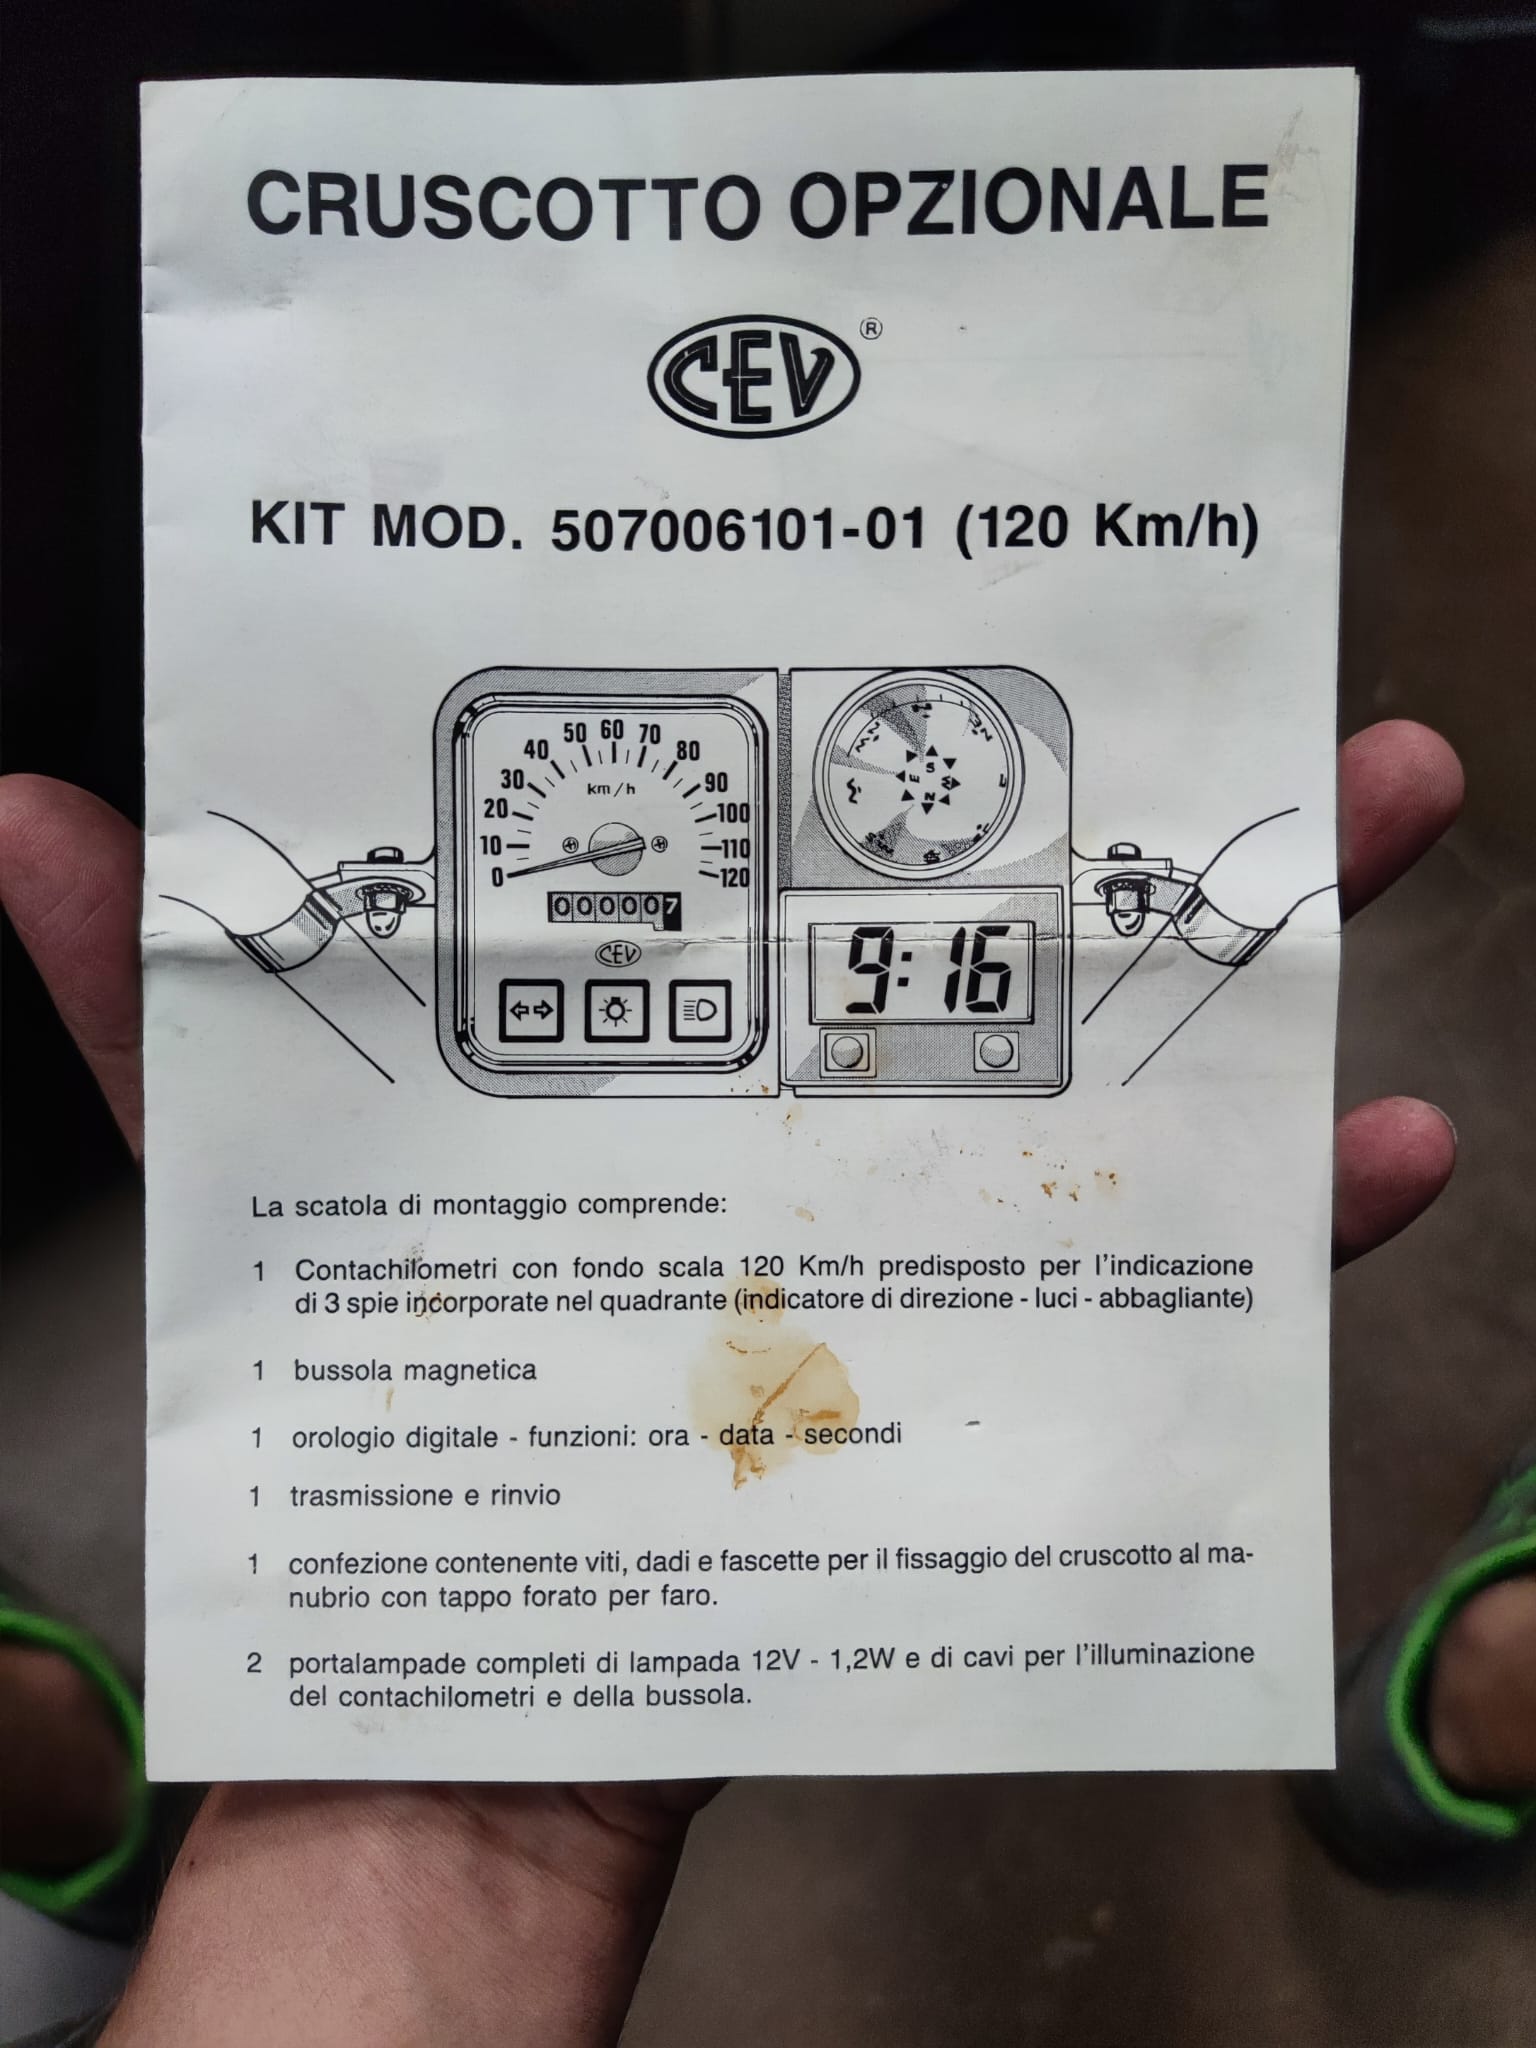 CRUSCOTTO OPZIONALE
CEV ®
KIT MOD. 507006101-01 (120 Km/h)
0 10 20 30 40 50 60 70 80 90 100 110 120
km/h
000007
CEV
S
E
N
9:16
La scatola di montaggio comprende:
1 Contachilometri con fondo scala 120 Km/h predisposto per l'indicazione
di 3 spie incorporate nel quadrante (indicatore di direzione - luci - abbagliante)
1 bussola magnetica
1 orologio digitale - funzioni: ora - data - secondi
1 trasmissione e rinvio
1 confezione contenente viti, dadi e fascette per il fissaggio del cruscotto al ma-
nubrio con tappo forato per faro.
2 portalampade completi di lampada 12V - 1,2W e di cavi per l'illuminazione
del contachilometri e della bussola.